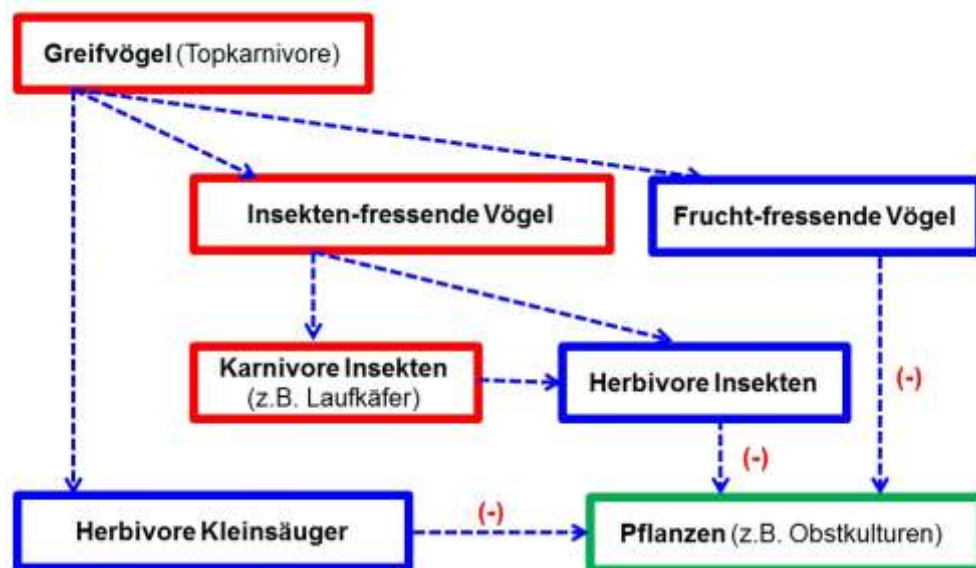 Greifvögel (Topkarnivore)
Insekten-fressende Vögel
Frucht-fressende Vögel
Karnivore Insekten
(z.B. Laufkäfer)
Herbivore Insekten
(-)
(-)
Herbivore Kleinsäuger
(-)
Pflanzen (z.B. Obstkulturen)